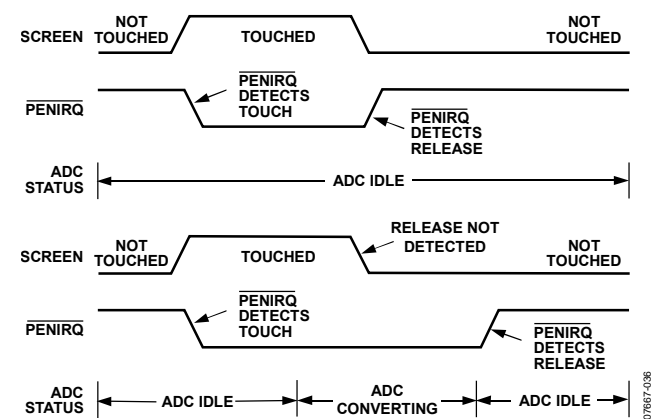 NOT
TOUCHED
SCREEN
TOUCHED
NOT
TOUCHED
PENIRQ
PENIRQ
DETECTS
TOUCH
PENIRQ
DETECTS
RELEASE
ADC
STATUS
ADC IDLE
SCREEN
NOT
TOUCHED
TOUCHED
RELEASE NOT
DETECTED
NOT
TOUCHED
PENIRQ
PENIRQ
DETECTS
TOUCH
PENIRQ
DETECTS
RELEASE
ADC
STATUS
ADC IDLE
ADC
CONVERTING
ADC IDLE
07667-036